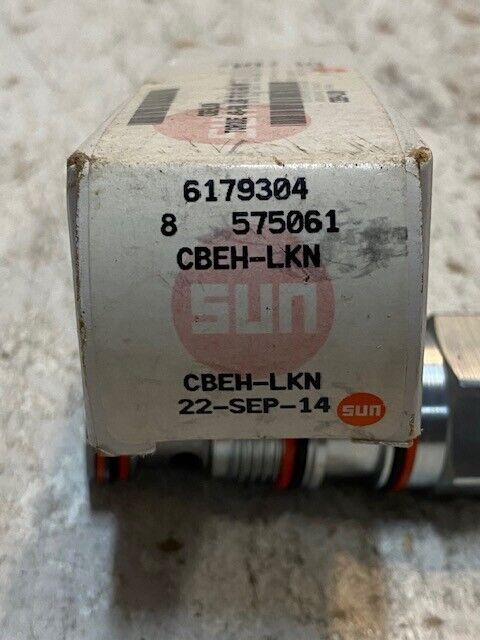 6179304
8 575061
CBEH-LKN
sun
CBEH-LKN
22-SEP-14 sun